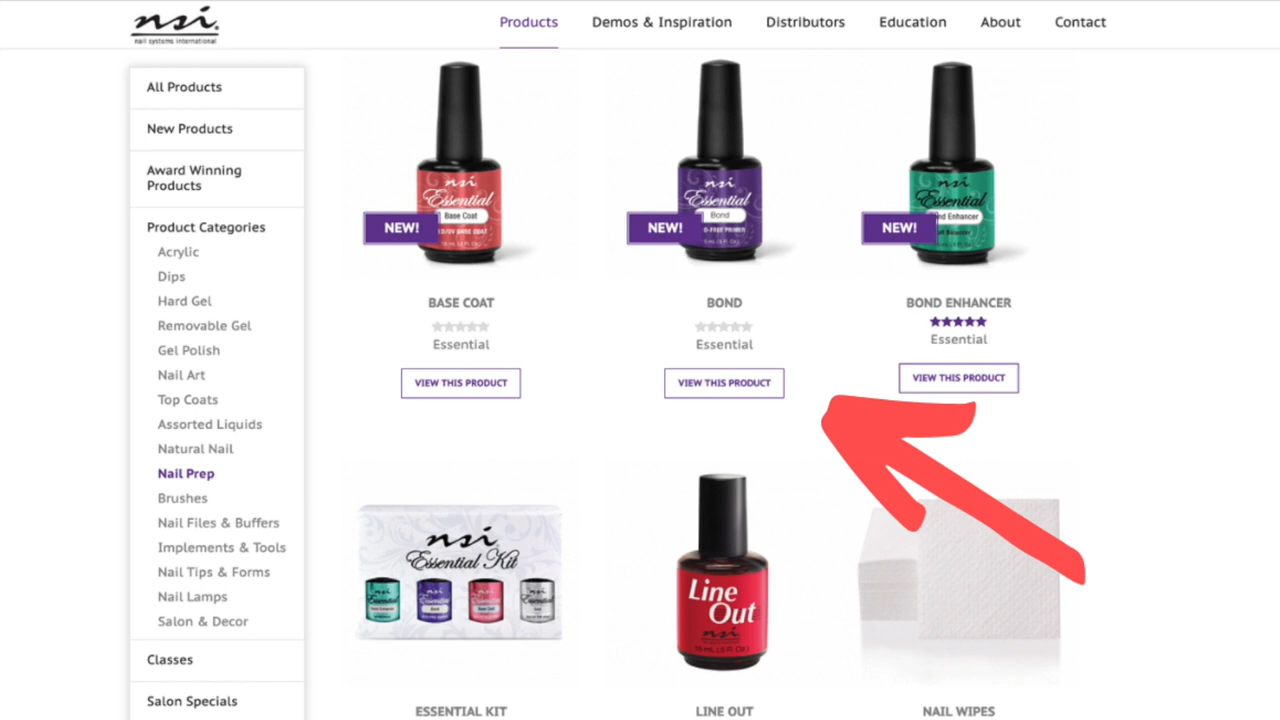 nsi.
nail systems international
Products
Demos & Inspiration
Distributors
Education
About
Contact
All Products
New Products
Award Winning
Products
Product Categories
Acrylic
Dips
Hard Gel
Removable Gel
Gel Polish
Nail Art
Top Coats
Assorted Liquids
Natural Nail
Nail Prep
Brushes
Nail Files & Buffers
Implements & Tools
Nail Tips & Forms
Nail Lamps
Salon & Decor
Classes
Salon Specials
nsi
Essential
Base Coat
NEW!
BASE COAT
Essential
VIEW THIS PRODUCT
nsi
Essential
Bond
NEW!
BOND
Essential
VIEW THIS PRODUCT
nsi
Essential
Enhancer
NEW!
BOND ENHANCER
Essential
VIEW THIS PRODUCT
nsi
Essential Kit
ESSENTIAL KIT
Line
Out
nsi
LINE OUT
NAIL WIPES